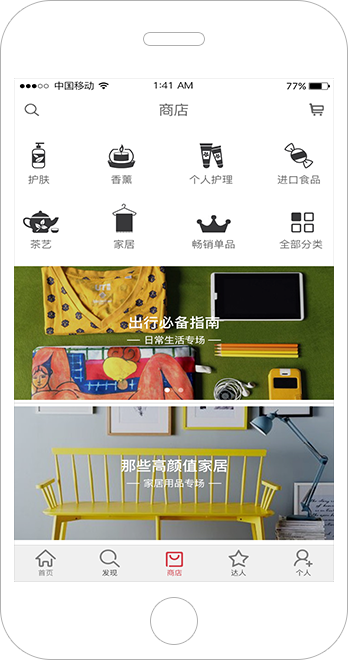 中国移动 1:41 AM 77%
商店
护肤 香薰 个人护理 进口食品
茶艺 家居 畅销单品 全部分类
出行必备指南
日常生活专场
那些高颜值家居
家居用品专场
首页 发现 商店 达人 个人